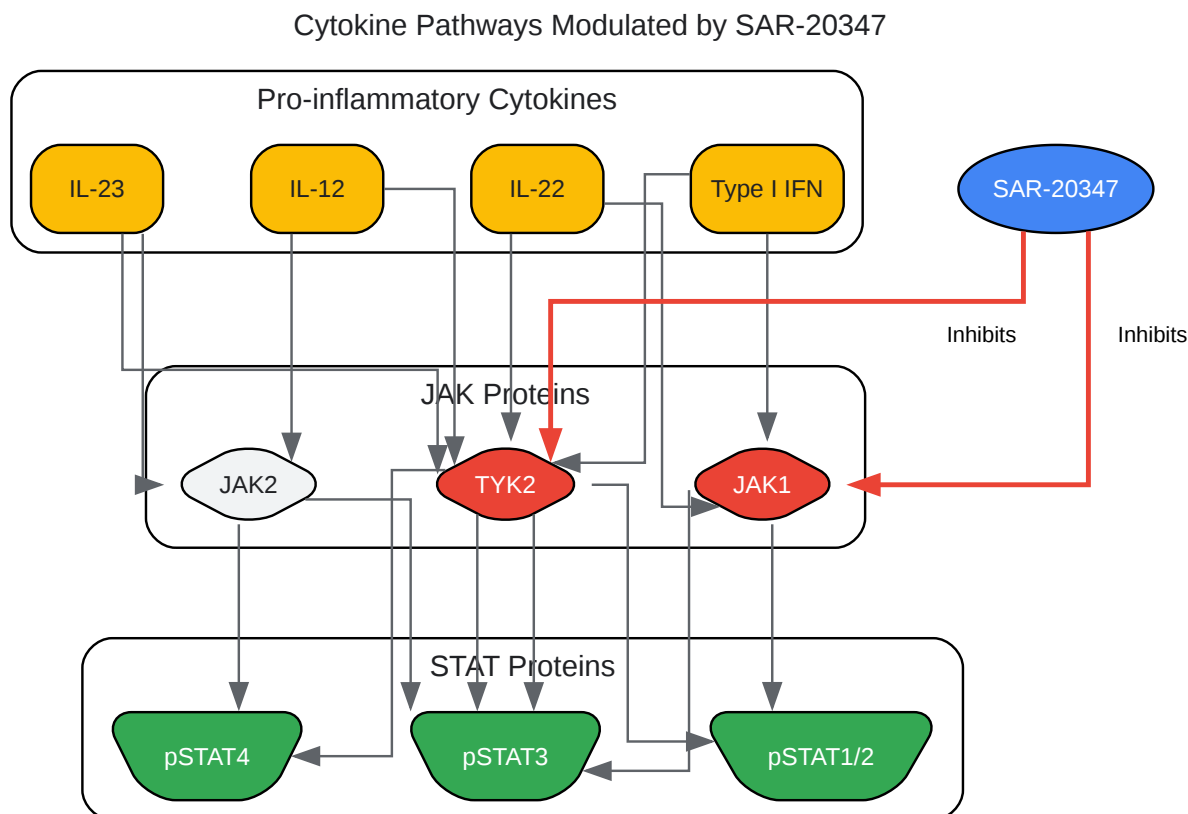 Cytokine Pathways Modulated by SAR-20347
Pro-inflammatory Cytokines
IL-23
IL-12
IL-22
Type I IFN
SAR-20347
Inhibits
Inhibits
JAK Proteins
JAK2
TYK2
JAK1
STAT Proteins
pSTAT4
pSTAT3
pSTAT1/2